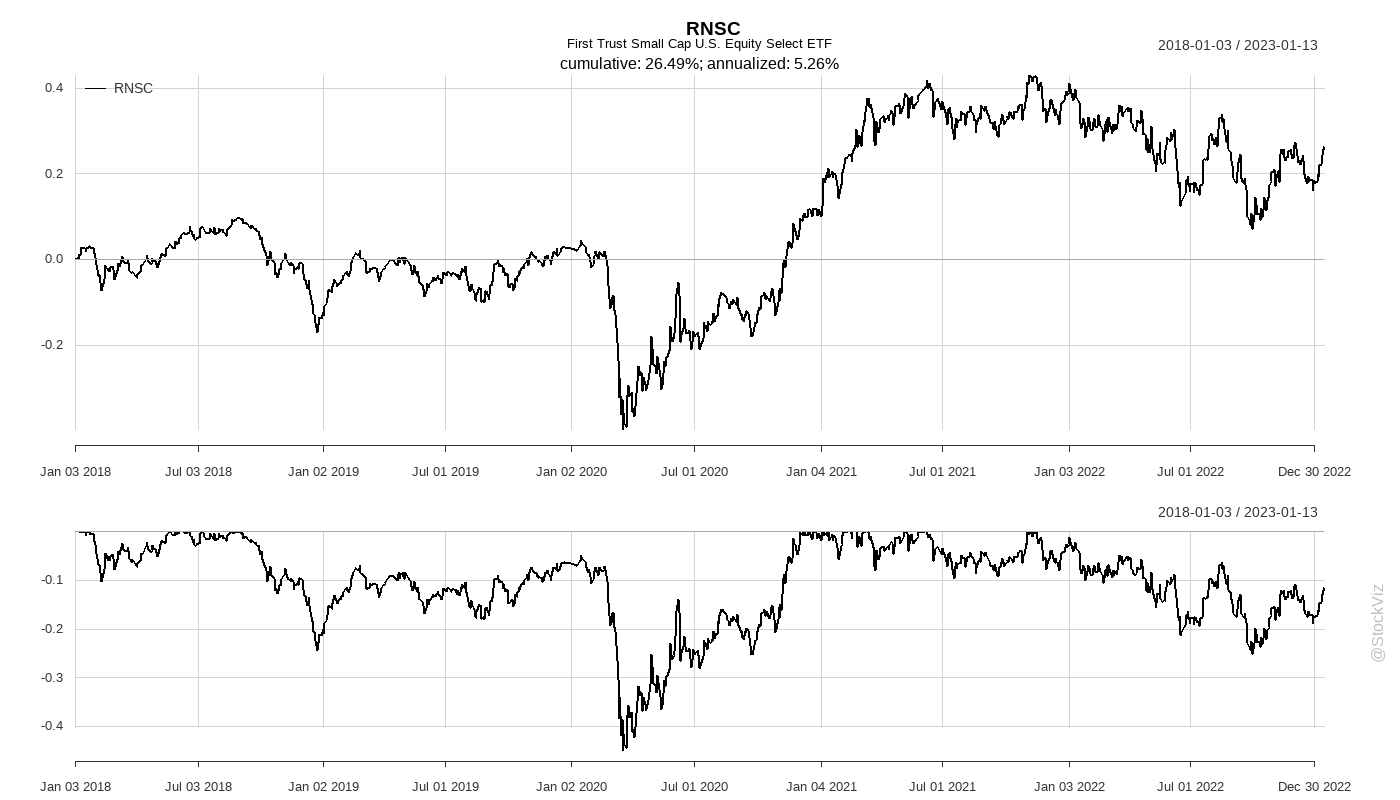 RNSC
First Trust Small Cap U.S. Equity Select ETF
2018-01-03 / 2023-01-13
cumulative: 26.49%; annualized: 5.26%
RNSC
0.4
0.2
0.0
-0.2
Jan 03 2018 Jul 03 2018 Jan 02 2019 Jul 01 2019 Jan 02 2020 Jul 01 2020 Jan 04 2021 Jul 01 2021 Jan 03 2022 Jul 01 2022 Dec 30 2022
2018-01-03 / 2023-01-13
-0.1
-0.2
-0.3
-0.4
Jan 03 2018 Jul 03 2018 Jan 02 2019 Jul 01 2019 Jan 02 2020 Jul 01 2020 Jan 04 2021 Jul 01 2021 Jan 03 2022 Jul 01 2022 Dec 30 2022
@StockViz